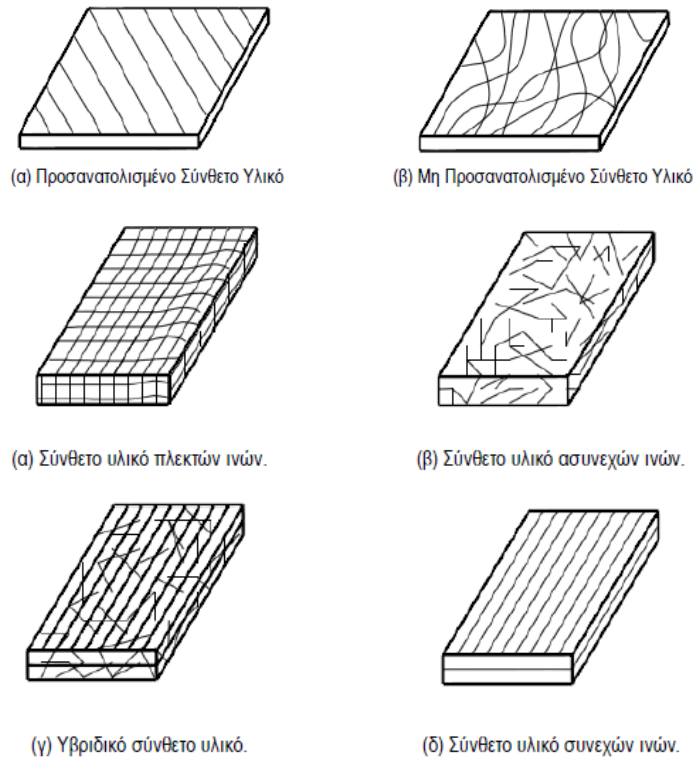 (α) Προσανατολισμένο Σύνθετο Υλικό
(β) Μη Προσανατολισμένο Σύνθετο Υλικό
(α) Σύνθετο υλικό πλεκτών ινών.
(β) Σύνθετο υλικό ασυνεχών ινών.
(γ) Υβριδικό σύνθετο υλικό.
(δ) Σύνθετο υλικό συνεχών ινών.